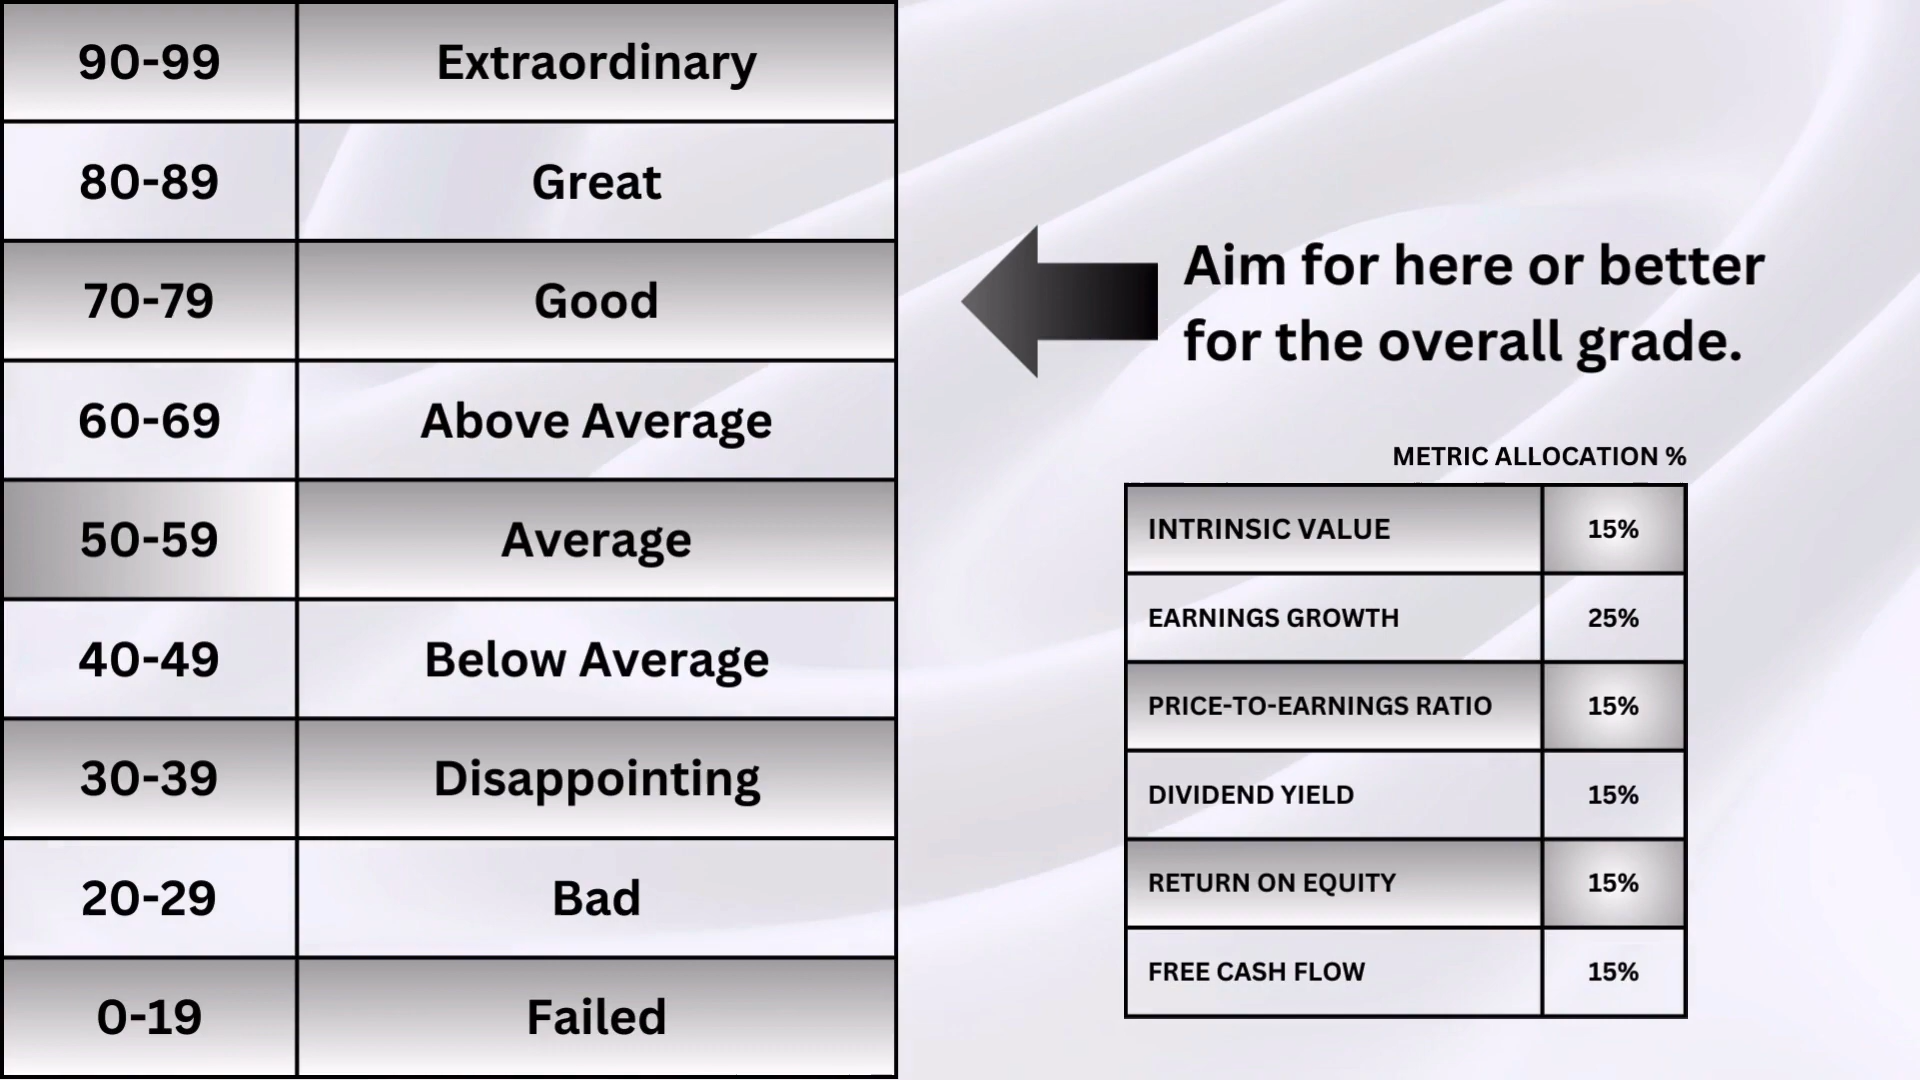 90-99 Extraordinary
80-89 Great
70-79 Good
60-69 Above Average
50-59 Average
40-49 Below Average
30-39 Disappointing
20-29 Bad
0-19 Failed
Aim for here or better
for the overall grade.
METRIC ALLOCATION %
INTRINSIC VALUE 15%
EARNINGS GROWTH 25%
PRICE-TO-EARNINGS RATIO 15%
DIVIDEND YIELD 15%
RETURN ON EQUITY 15%
FREE CASH FLOW 15%